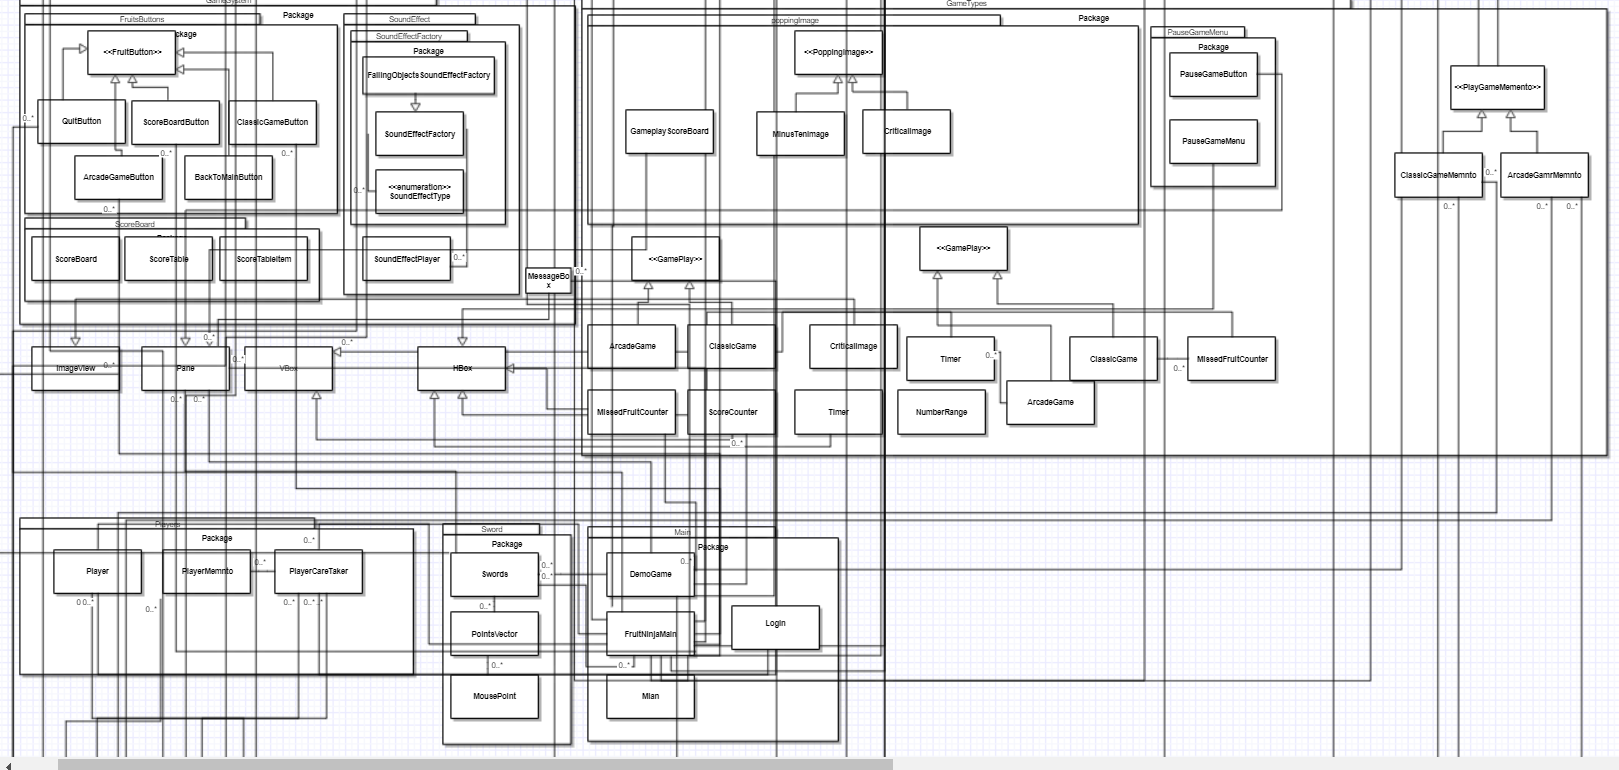 GameSystem
GameTypes
FruitsButtons
Package
SoundEffect
poppingImage
Package
ckage
<<FruitButton>>
SoundEffectFactory
Package
<<PoppingImage>>
PauseGameMenu
Package
FallingObjectsSoundEffectFactory
PauseGameButton
<<PlayGameMemento>>
0..*
QuitButton
ScoreBoardButton
ClassicGameButton
SoundEffectFactory
GameplayScoreBoard
MinusTenImage
CriticalImage
PauseGameMenu
0..*
0..*
ArcadeGameButton
BackToMainButton
0..*
<<enumeration>>
SoundEffectType
ClassicGameMemnto
0..*
ArcadeGamrMemnto
0..*
0..*
0..*
0..*
ScoreBoard
ScoreBoard
ScoreTable
ScoreTableItem
SoundEffectPlayer
0..*
MessageBo
x
0..*
<<GamePlay>>
<<GamePlay>>
0..*
0..*
ImageView
0..*
Pane
0..*
VBox
HBox
ArcadeGame
ClassicGame
CriticalImage
Timer
0..*
ClassicGame
0..*
MissedFruitCounter
0..*
0..*
MissedFruitCounter
ScoreCounter
Timer
NumberRange
ArcadeGame
0..*
Players
Package
0..*
Sword
Package
Main
Package
Player
PlayerMemnto
0..*
PlayerCareTaker
Swords
0..*
0..*
DemoGame
0..*
0 0..*
0..*
0..*
0..*
0..*
PointsVector
0..*
FruitNinjaMain
0..*
Login
MousePoint
Mian